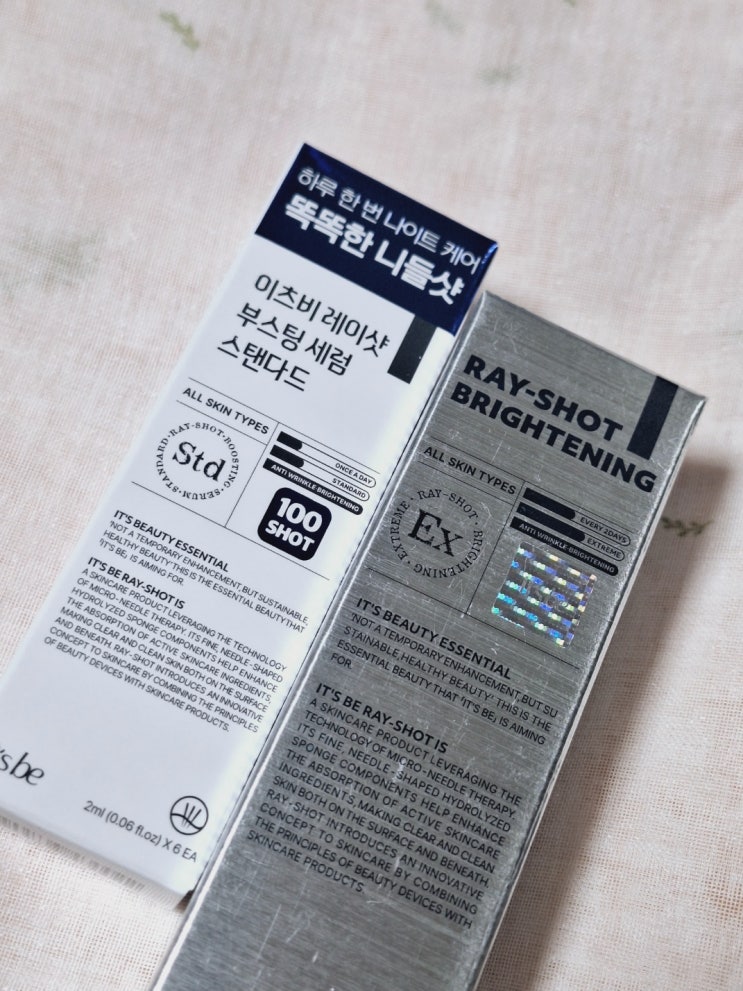 하루 한 번 나이트 케어
똑똑한 니들샷
이츠비 레이샷
부스팅 세럼
스탠다드
ALL SKIN TYPES
STANDARD·RAY-SHOT·BOOSTING·SERUM·
Std
ONCE A DAY
STANDARD
ANTI WRINKLE·BRIGHTENING
100
SHOT
IT'S BEAUTY ESSENTIAL
'NOT A TEMPORARY ENHANCEMENT, BUT SUSTAINABLE,
HEALTHY BEAUTY' THIS IS THE ESSENTIAL BEAUTY THAT
'IT'S BE, IS AIMING FOR
IT'S BE RAY-SHOT IS
A SKINCARE PRODUCT LEVERAGING THE TECHNOLOGY
OF MICRO-NEEDLE THERAPY. ITS FINE, NEEDLE-SHAPED
HYDROLYZED SPONGE COMPONENTS HELP ENHANCE
THE ABSORPTION OF ACTIVE SKINCARE INGREDIENTS,
MAKING CLEAR AND CLEAN SKIN BOTH ON THE SURFACE
AND BENEATH. RAY-SHOT INTRODUCES AN INNOVATIVE
CONCEPT TO SKINCARE BY COMBINING THE PRINCIPLES
OF BEAUTY DEVICES WITH SKINCARE PRODUCTS.
's be
2ml (0.06 fl.oz) X 6 EA
RAY-SHOT
BRIGHTENING
ALL SKIN TYPES
EXTREME · RAY-SHOT · BRIGHTENING ·
Ex
EVERY 2DAYS
EXTREME
ANTI WRINKLE·BRIGHTENING
IT'S BEAUTY ESSENTIAL
'NOT A TEMPORARY ENHANCEMENT, BUT SU
STAINABLE, HEALTHY BEAUTY' THIS IS THE
ESSENTIAL BEAUTY THAT 'IT'S BE, IS AIMING
FOR
IT'S BE RAY-SHOT IS
A SKINCARE PRODUCT LEVERAGING THE
TECHNOLOGY OF MICRO-NEEDLE THERAPY.
ITS FINE, NEEDLE-SHAPED HYDROLYZED
SPONGE COMPONENTS HELP ENHANCE
THE ABSORPTION OF ACTIVE SKINCARE
INGREDIENTS, MAKING CLEAR AND CLEAN
SKIN BOTH ON THE SURFACE AND BENEATH.
RAY-SHOT INTRODUCES AN INNOVATIVE
CONCEPT TO SKINCARE BY COMBINING
THE PRINCIPLES OF BEAUTY DEVICES WITH
SKINCARE PRODUCTS.